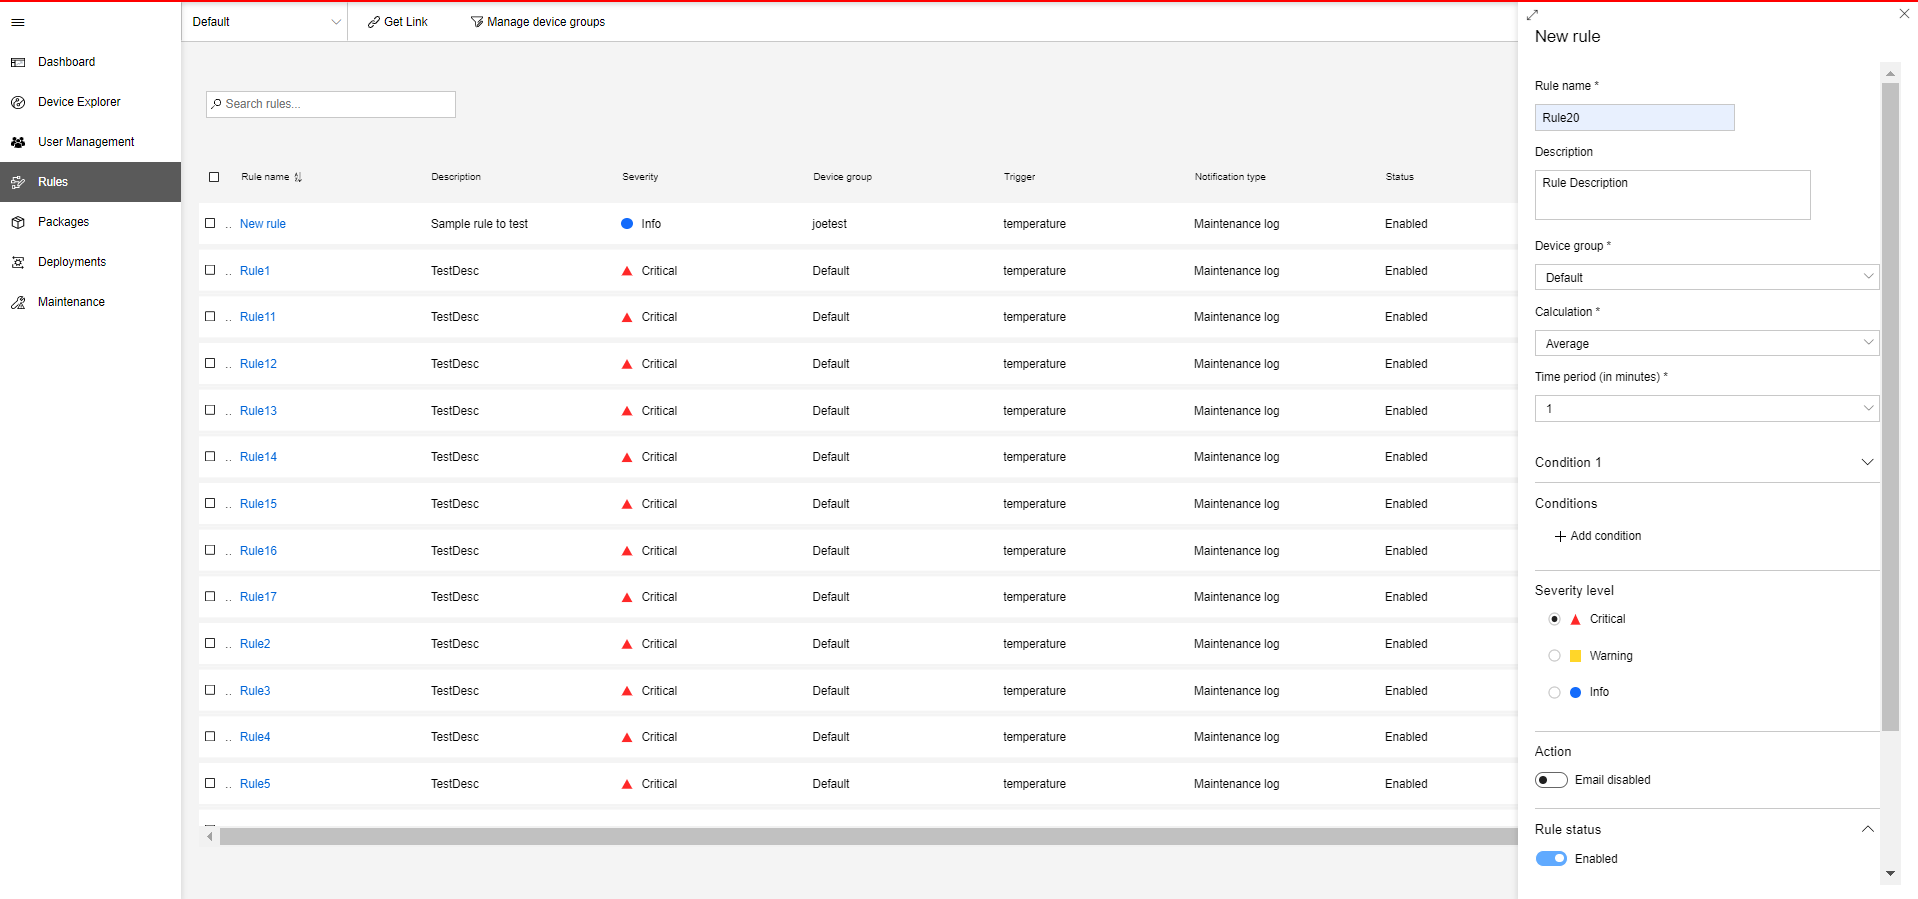 Default
Get Link
Manage device groups
Dashboard
Device Explorer
User Management
Rules
Packages
Deployments
Maintenance
Search rules...
Rule name Description Severity Device group Trigger Notification type Status
.. New rule Sample rule to test Info joetest temperature Maintenance log Enabled
.. Rule1 TestDesc Critical Default temperature Maintenance log Enabled
.. Rule11 TestDesc Critical Default temperature Maintenance log Enabled
.. Rule12 TestDesc Critical Default temperature Maintenance log Enabled
.. Rule13 TestDesc Critical Default temperature Maintenance log Enabled
.. Rule14 TestDesc Critical Default temperature Maintenance log Enabled
.. Rule15 TestDesc Critical Default temperature Maintenance log Enabled
.. Rule16 TestDesc Critical Default temperature Maintenance log Enabled
.. Rule17 TestDesc Critical Default temperature Maintenance log Enabled
.. Rule2 TestDesc Critical Default temperature Maintenance log Enabled
.. Rule3 TestDesc Critical Default temperature Maintenance log Enabled
.. Rule4 TestDesc Critical Default temperature Maintenance log Enabled
.. Rule5 TestDesc Critical Default temperature Maintenance log Enabled
New rule
Rule name *
Rule20
Description
Rule Description
Device group *
Default
Calculation *
Average
Time period (in minutes) *
1
Condition 1
Conditions
+ Add condition
Severity level
Critical
Warning
Info
Action
Email disabled
Rule status
Enabled